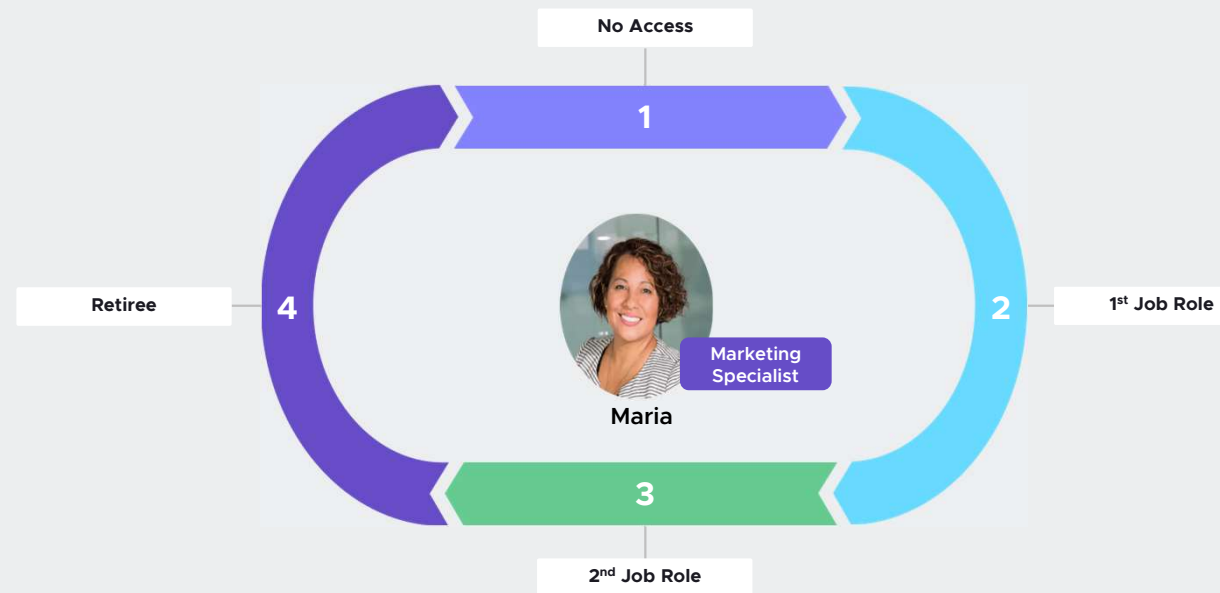 No Access
1
Retiree
4
2
1st Job Role
Marketing
Specialist
Maria
3
2nd Job Role